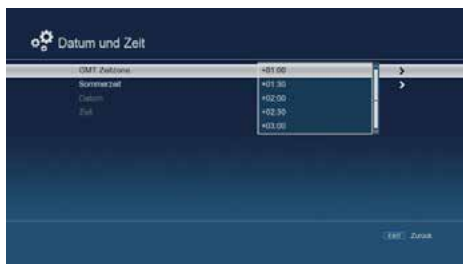 Datum und Zeit
GMT Zeitzone
+01:00
Sommerzeit
+01:30
Datum
+02:00
Zeit
+02:30
+03:00
EXIT Zurück